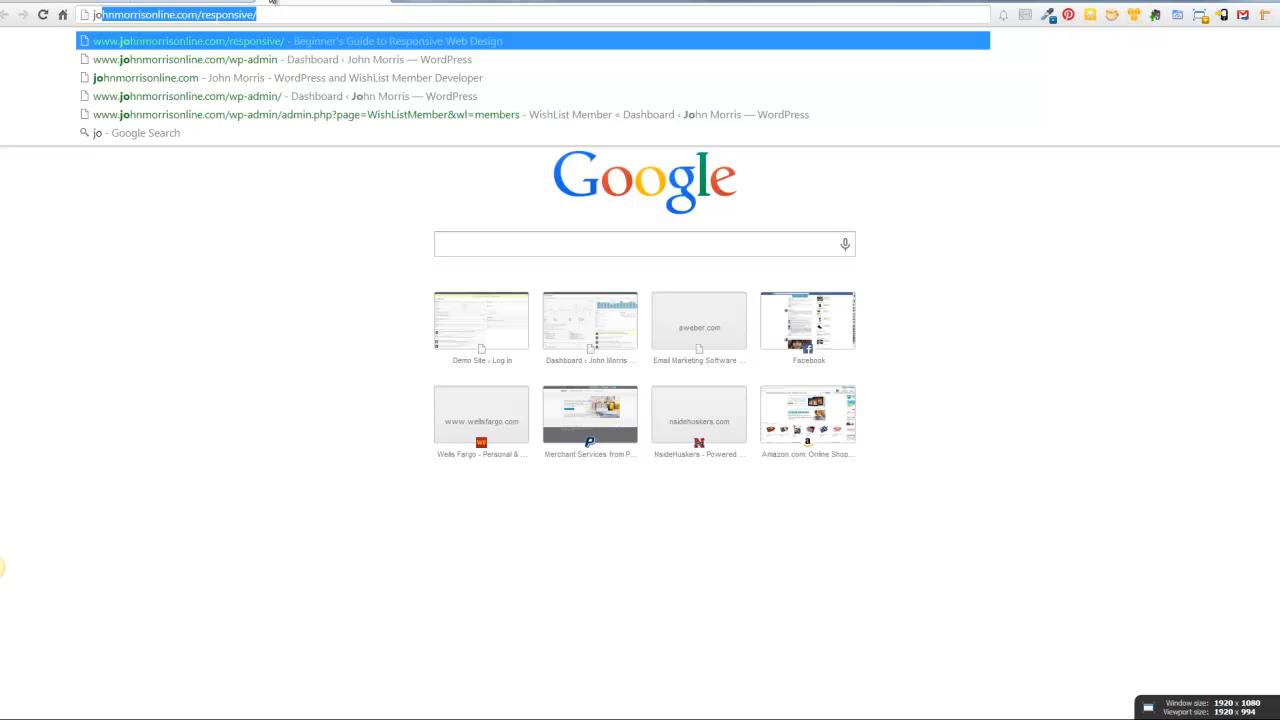 johnmorrisonline.com/responsive/
www.johnmorrisonline.com/responsive/ - Beginner's Guide to Responsive Web Design
www.johnmorrisonline.com/wp-admin - Dashboard ‹ John Morris — WordPress
johnmorrisonline.com - John Morris - WordPress and WishList Member Developer
www.johnmorrisonline.com/wp-admin/ - Dashboard ‹ John Morris — WordPress
www.johnmorrisonline.com/wp-admin/admin.php?page=WishListMember&wl=members - WishList Member « Dashboard ‹ John Morris — WordPress
jo - Google Search
Google
aweber.com
Demo Site › Log In
Dashboard ‹ John Morris ...
Email Marketing Software ...
Facebook
www.wellsfargo.com
nsidehuskers.com
Wells Fargo - Personal & ...
Merchant Services from P...
NsideHuskers - Powered ...
Amazon.com: Online Shop...
Window size: 1920 x 1080
Viewport size: 1920 x 994